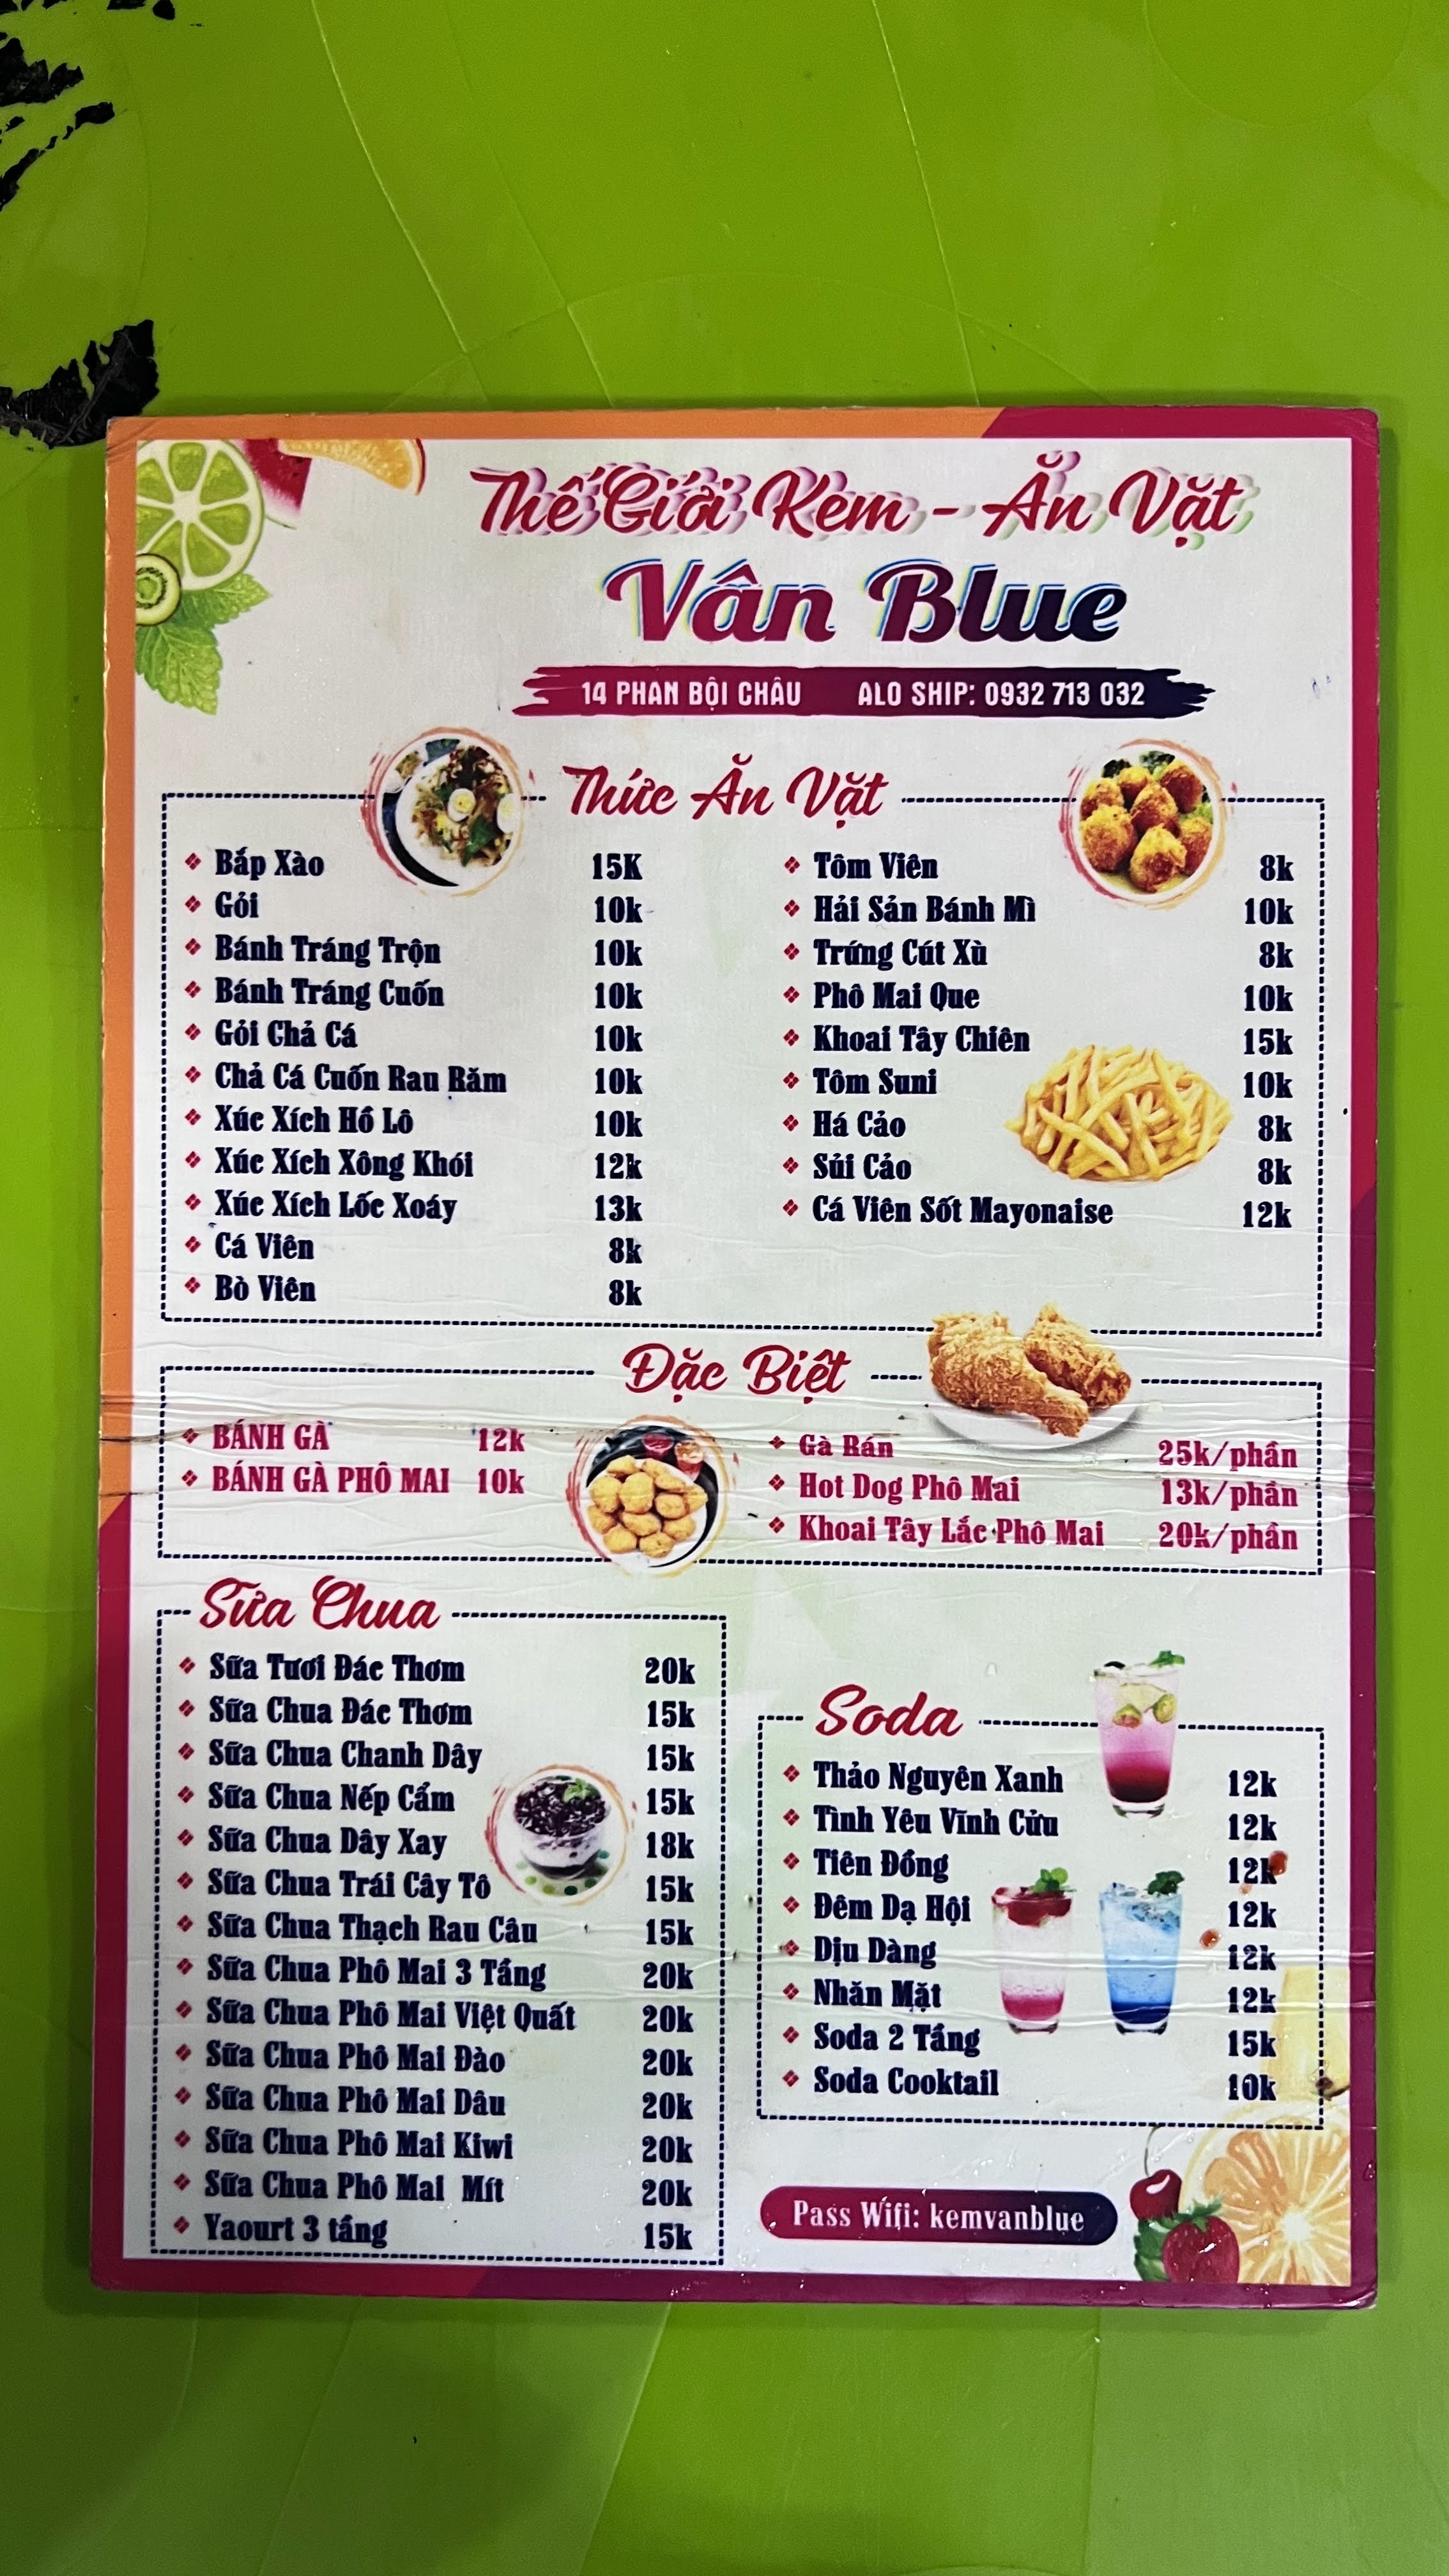 Thế Giới Kem - Ăn Vặt
Vân Blue
14 PHAN BỘI CHÂU ALO SHIP: 0932 713 032
Thức Ăn Vặt
Bắp Xào 15K
Gỏi 10k
Bánh Tráng Trộn 10k
Bánh Tráng Cuốn 10k
Gỏi Chả Cá 10k
Chả Cá Cuốn Rau Răm 10k
Xúc Xích Hồ Lô 10k
Xúc Xích Xông Khói 12k
Xúc Xích Lốc Xoáy 13k
Cá Viên 8k
Bò Viên 8k
Tôm Viên 8k
Hải Sản Bánh Mì 10k
Trứng Cút Xù 8k
Phô Mai Que 10k
Khoai Tây Chiên 15k
Tôm Suni 10k
Há Cảo 8k
Sủi Cảo 8k
Cá Viên Sốt Mayonaise 12k
Đặc Biệt
BÁNH GÀ 12k
BÁNH GÀ PHÔ MAI 10k
Gà Rán 25k/phần
Hot Dog Phô Mai 13k/phần
Khoai Tây Lắc Phô Mai 20k/phần
Sữa Chua
Sữa Tươi Đác Thơm 20k
Sữa Chua Đác Thơm 15k
Sữa Chua Chanh Dây 15k
Sữa Chua Nếp Cẩm 15k
Sữa Chua Dây Xay 18k
Sữa Chua Trái Cây Tô 15k
Sữa Chua Thạch Rau Câu 15k
Sữa Chua Phô Mai 3 Tầng 20k
Sữa Chua Phô Mai Việt Quất 20k
Sữa Chua Phô Mai Đào 20k
Sữa Chua Phô Mai Dâu 20k
Sữa Chua Phô Mai Kiwi 20k
Sữa Chua Phô Mai Mít 20k
Yaourt 3 tầng 15k
Soda
Thảo Nguyên Xanh 12k
Tình Yêu Vĩnh Cửu 12k
Tiên Đồng 12k
Đêm Dạ Hội 12k
Dịu Dàng 12k
Nhăn Mặt 12k
Soda 2 Tầng 15k
Soda Cooktail 10k
Pass Wifi: kemvanblue